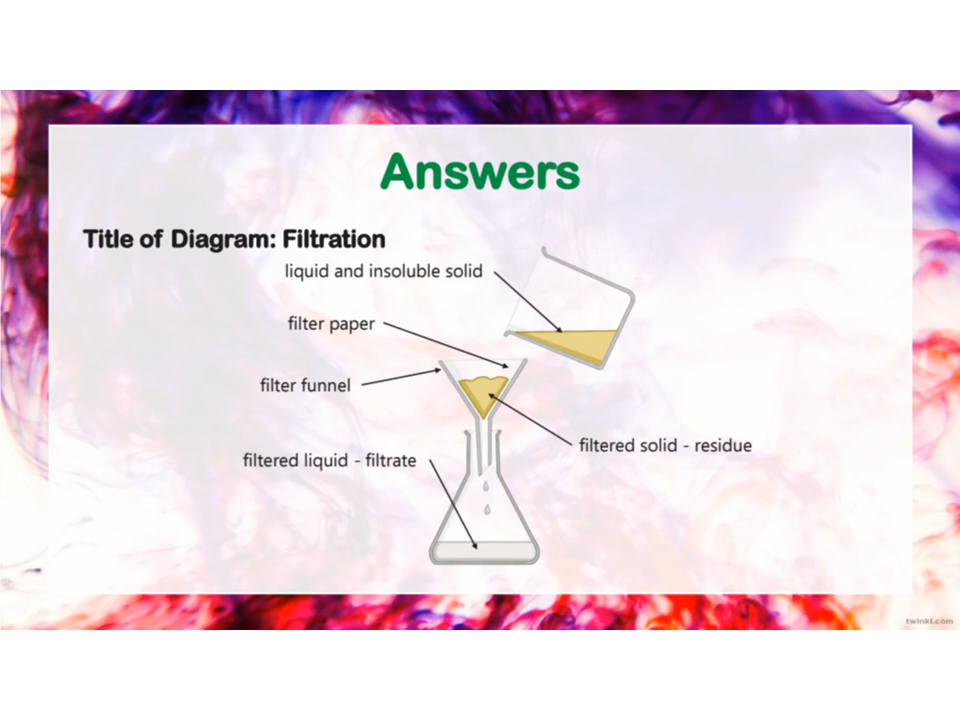 Answers
Title of Diagram: Filtration
liquid and insoluble solid
filter paper
filter funnel
filtered solid - residue
filtered liquid - filtrate
twinkl.com